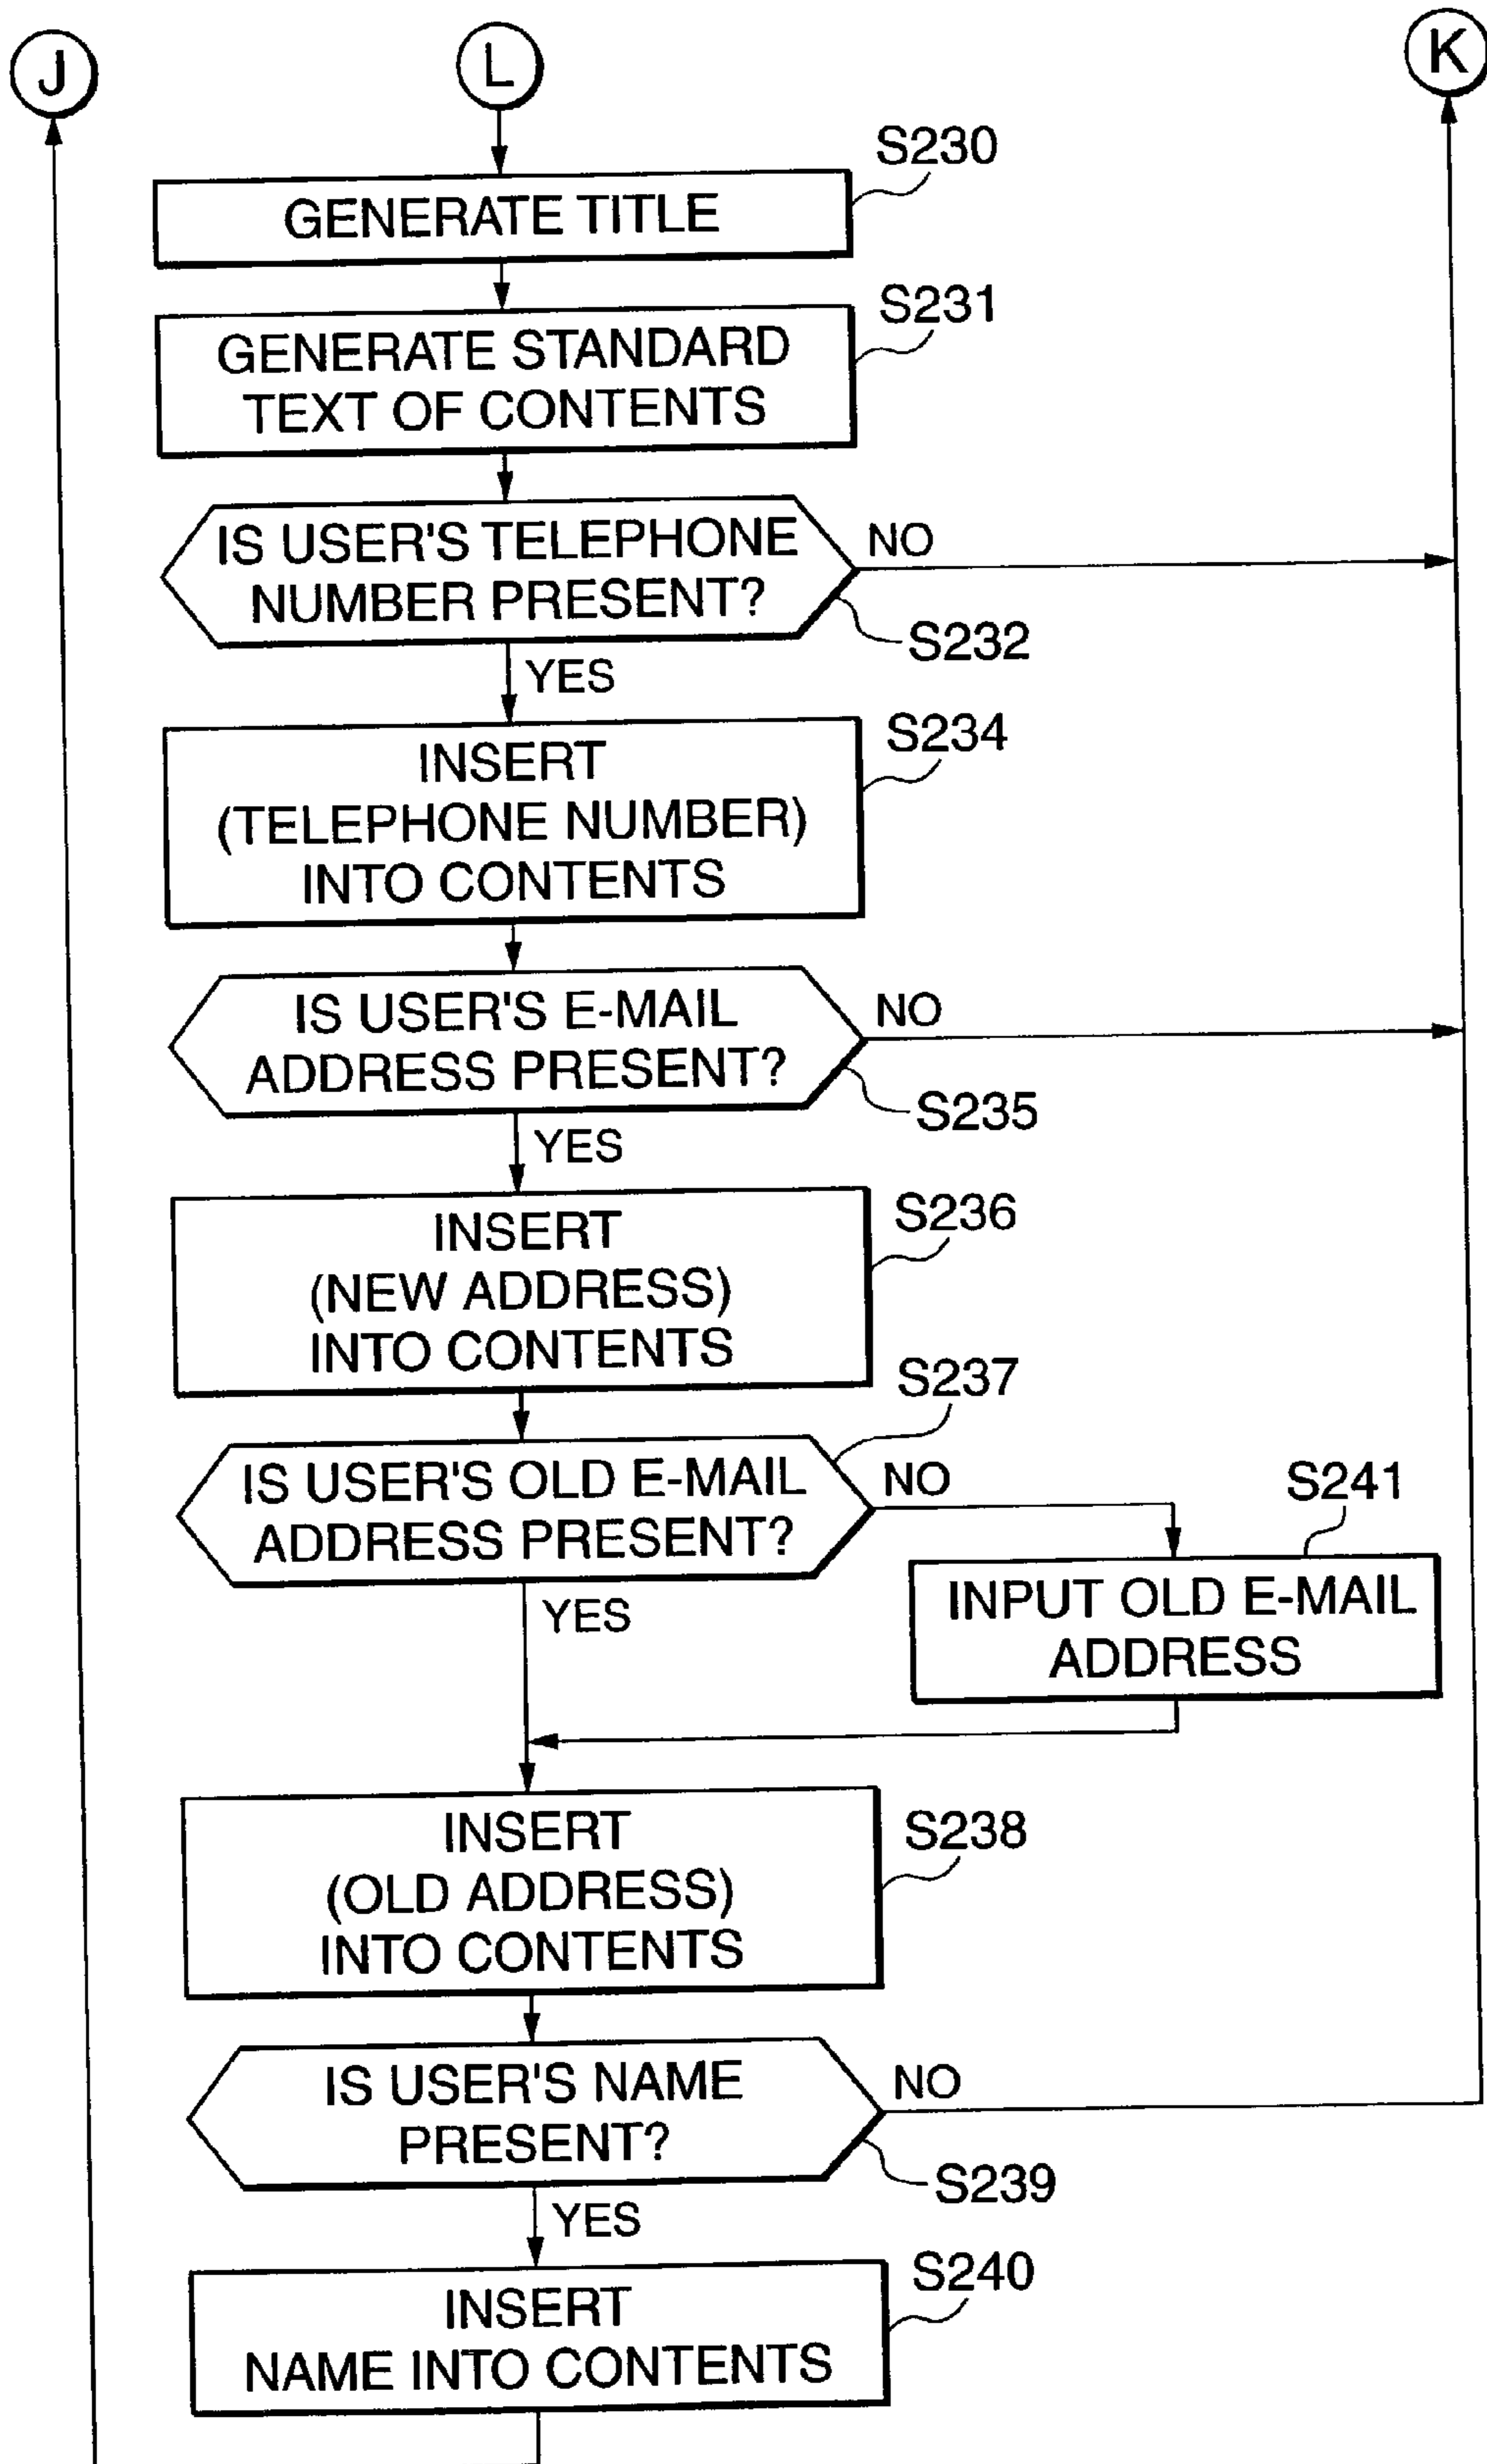 J
L
K
S230
GENERATE TITLE
S231
GENERATE STANDARD
TEXT OF CONTENTS
IS USER'S TELEPHONE
NUMBER PRESENT?
NO
S232
YES
S234
INSERT
(TELEPHONE NUMBER)
INTO CONTENTS
IS USER'S E-MAIL
ADDRESS PRESENT?
NO
S235
YES
S236
INSERT
(NEW ADDRESS)
INTO CONTENTS
S237
IS USER'S OLD E-MAIL
ADDRESS PRESENT?
NO
S241
INPUT OLD E-MAIL
ADDRESS
YES
S238
INSERT
(OLD ADDRESS)
INTO CONTENTS
IS USER'S NAME
PRESENT?
NO
S239
YES
S240
INSERT
NAME INTO CONTENTS